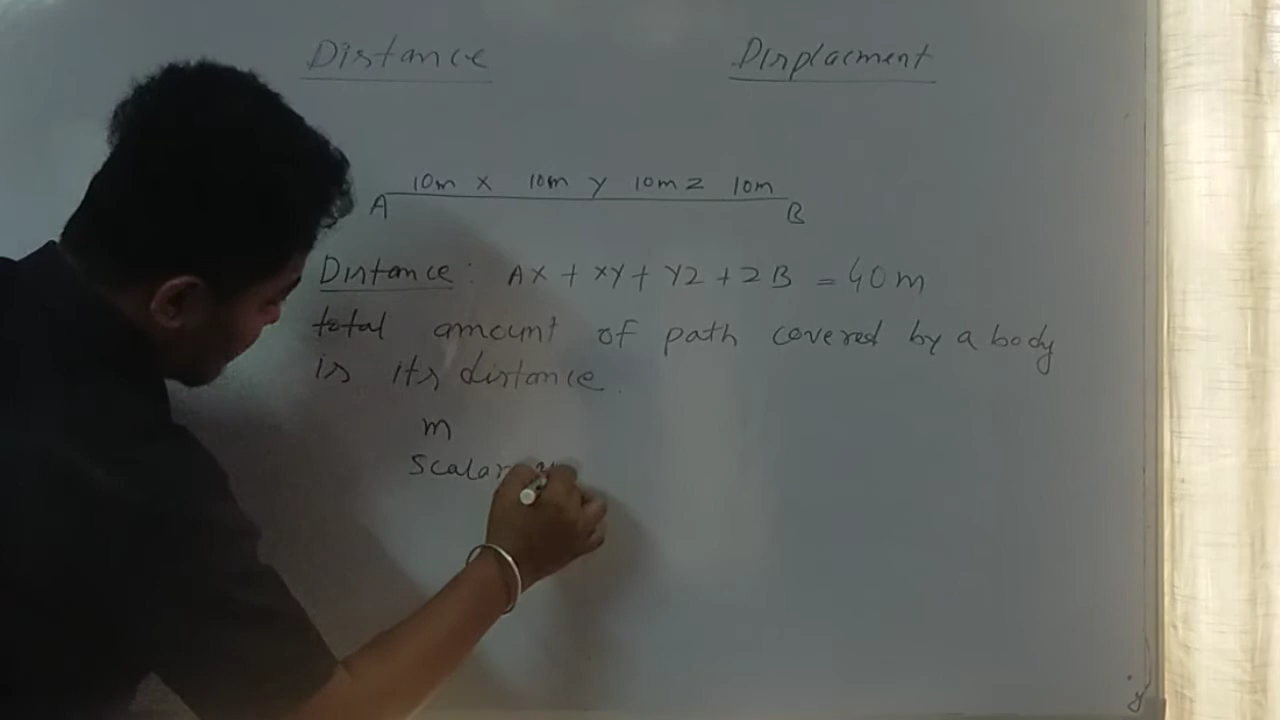 Distance Displacment
10m X 10m Y 10m Z 10m
A B
Distance : AX + XY + YZ + ZB = 40m
total amount of path covered by a body
is its distance.
m
Scalar